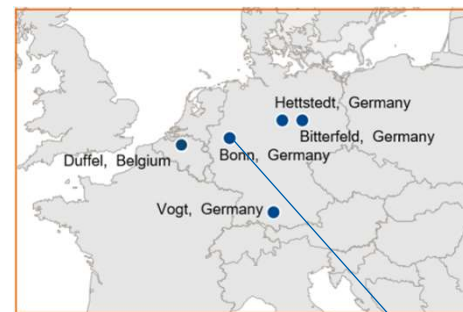 Hettstedt, Germany
Bitterfeld, Germany
Duffel, Belgium
Bonn, Germany
Vogt, Germany